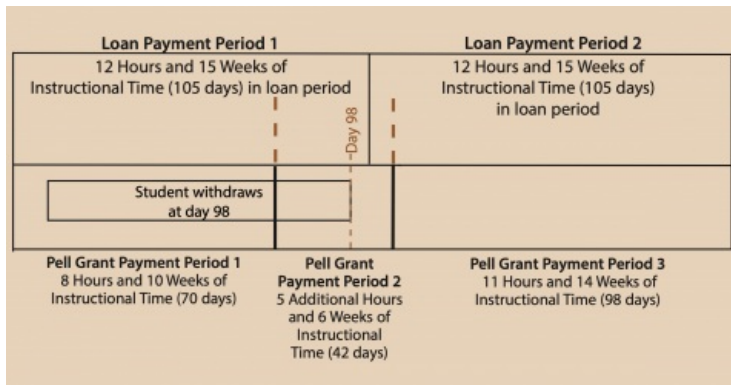 Loan Payment Period 1
Loan Payment Period 2
12 Hours and 15 Weeks of
Instructional Time (105 days) in loan period
12 Hours and 15 Weeks of
Instructional Time (105 days)
in loan period
Day 98
Student withdraws
at day 98
Pell Grant Payment Period 1
8 Hours and 10 Weeks of
Instructional Time (70 days)
Pell Grant
Payment Period 2
5 Additional Hours
and 6 Weeks of
Instructional
Time (42 days)
Pell Grant Payment Period 3
11 Hours and 14 Weeks of
Instructional Time (98 days)